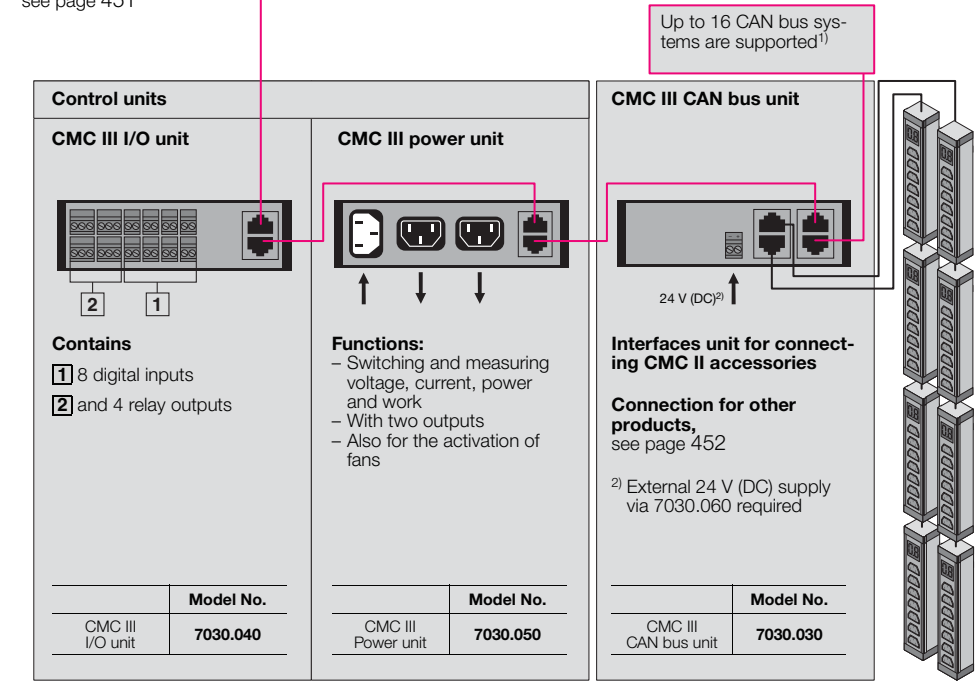 see page 451
Up to 16 CAN bus sys-
tems are supported1)
Control units
CMC III I/O unit
2
1
Contains
1 8 digital inputs
2 and 4 relay outputs
Model No.
CMC III
I/O unit
7030.040
CMC III power unit
Functions:
– Switching and measuring
voltage, current, power
and work
– With two outputs
– Also for the activation of
fans
Model No.
CMC III
Power unit
7030.050
CMC III CAN bus unit
24 V (DC)2)
Interfaces unit for connect-
ing CMC II accessories
Connection for other
products,
see page 452
2) External 24 V (DC) supply
via 7030.060 required
Model No.
CMC III
CAN bus unit
7030.030